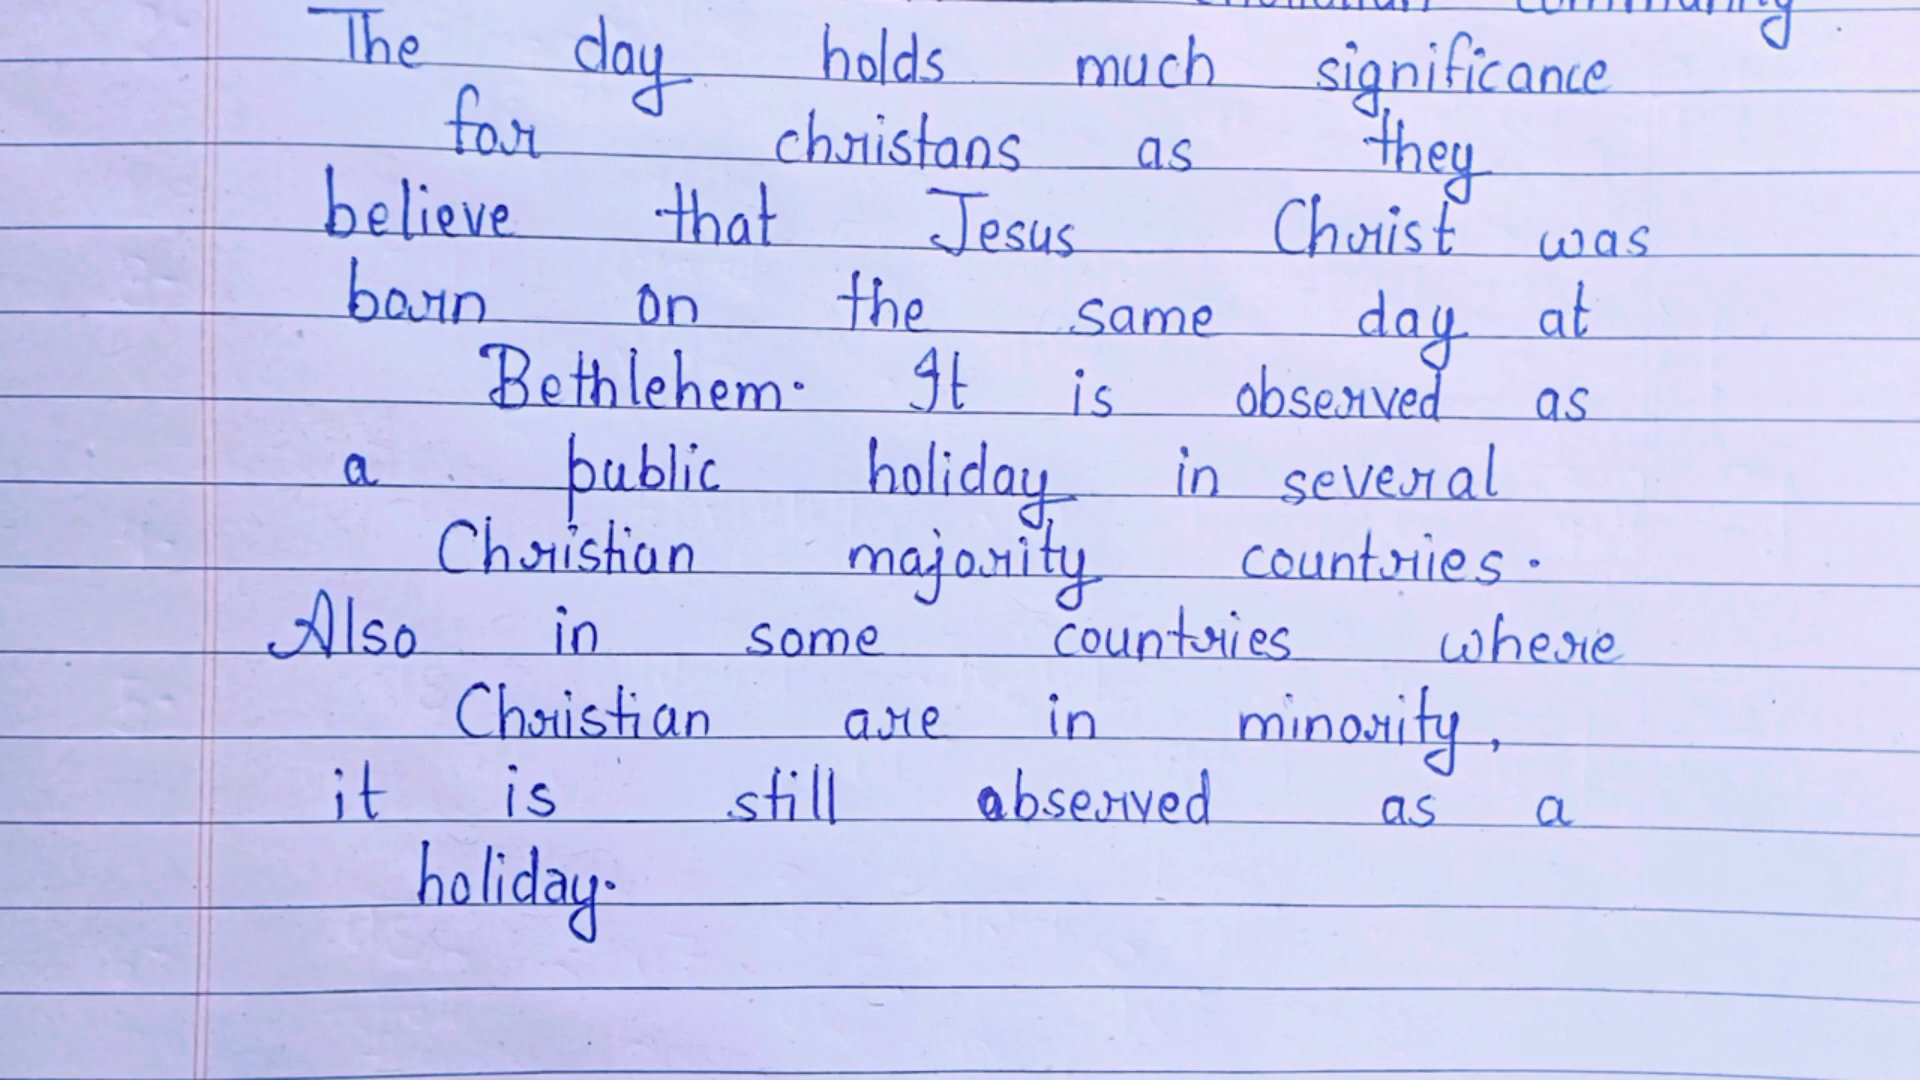 community.
The day holds much significance
for christans as they
believe that Jesus Christ was
born on the same day at
Bethlehem. It is observed as
a public holiday in several
Christian majority countries.
Also in some countries where
Christian are in minority,
it is still observed as a
holiday.